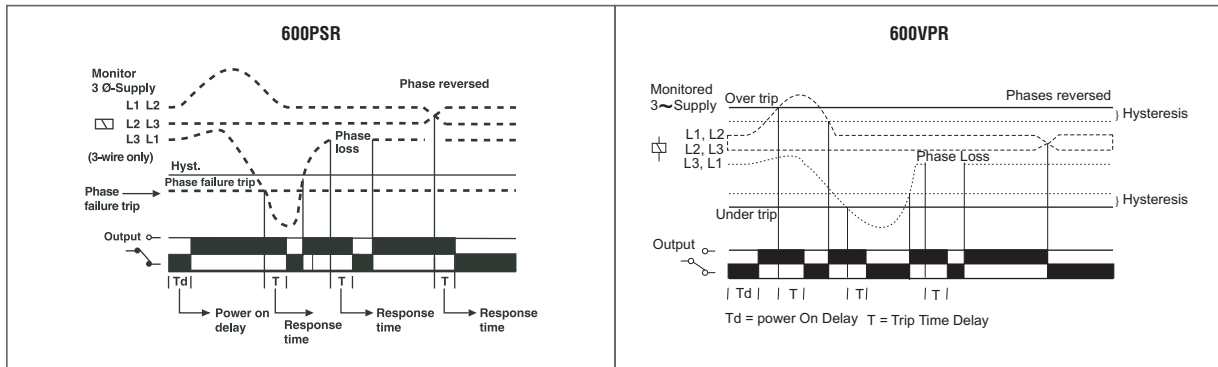 600PSR
Monitor
3 Ø-Supply
L1 L2
L2 L3
L3 L1
(3-wire only)
Phase reversed
Phase
loss
Hyst.
Phase failure trip
Phase
failure trip
Output
Td
T
T
T
Power on
delay
Response
time
Response
time
Response
time
600VPR
Monitored
3~Supply
Over trip
Phases reversed
Hysteresis
L1, L2
L2, L3
L3, L1
Phase Loss
Under trip
Hysteresis
Output
Td
T
T
T
Td = power On Delay T = Trip Time Delay